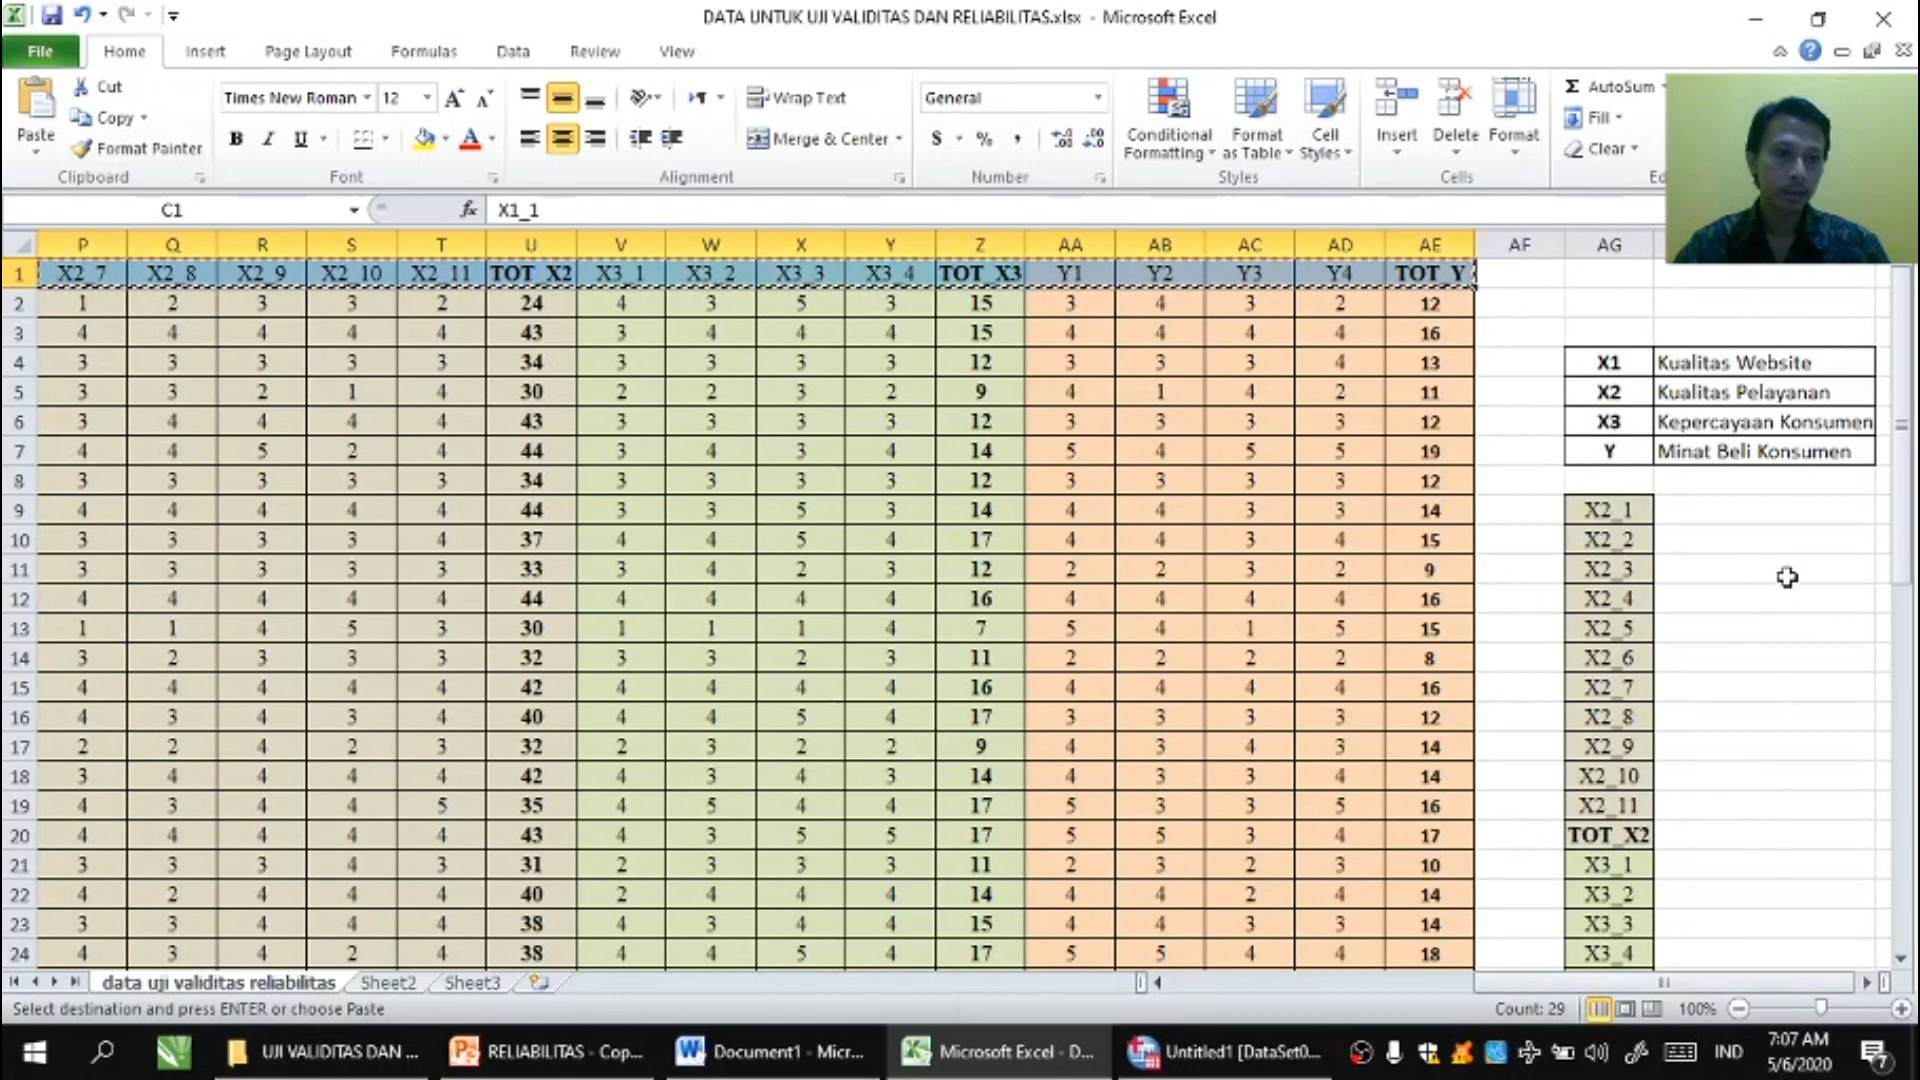 DATA UNTUK UJI VALIDITAS DAN RELIABILITAS.xlsx - Microsoft Excel
File Home Insert Page Layout Formulas Data Review View
Cut Times New Roman 12 Wrap Text General AutoSum
Paste Copy Fill
Format Painter B I U Merge & Center $ % , Conditional Formatting Format as Table Cell Styles Insert Delete Format Clear
Clipboard Font Alignment Number Styles Cells
C1 fx X1_1
P Q R S T U V W X Y Z AA AB AC AD AE AF AG
1 X2_7 X2_8 X2_9 X2_10 X2_11 TOT_X2 X3_1 X3_2 X3_3 X3_4 TOT_X3 Y1 Y2 Y3 Y4 TOT_Y
2 1 2 3 3 2 24 4 3 5 3 15 3 4 3 2 12
3 4 4 4 4 4 43 3 4 4 4 15 4 4 4 4 16
4 3 3 3 3 3 34 3 3 3 3 12 3 3 3 4 13 X1 Kualitas Website
5 3 3 2 1 4 30 2 2 3 2 9 4 1 4 2 11 X2 Kualitas Pelayanan
6 3 4 4 4 4 43 3 3 3 3 12 3 3 3 3 12 X3 Kepercayaan Konsumen
7 4 4 5 2 4 44 3 4 3 4 14 5 4 5 5 19 Y Minat Beli Konsumen
8 3 3 3 3 3 34 3 3 3 3 12 3 3 3 3 12
9 4 4 4 4 4 44 3 3 5 3 14 4 4 3 3 14 X2_1
10 3 3 3 3 4 37 4 4 5 4 17 4 4 3 4 15 X2_2
11 3 3 3 3 3 33 3 4 2 3 12 2 2 3 2 9 X2_3
12 4 4 4 4 4 44 4 4 4 4 16 4 4 4 4 16 X2_4
13 1 1 4 5 3 30 1 1 1 4 7 5 4 1 5 15 X2_5
14 3 2 3 3 3 32 3 3 2 3 11 2 2 2 2 8 X2_6
15 4 4 4 4 4 42 4 4 4 4 16 4 4 4 4 16 X2_7
16 4 3 4 3 4 40 4 4 5 4 17 3 3 3 3 12 X2_8
17 2 2 4 2 3 32 2 3 2 2 9 4 3 4 3 14 X2_9
18 3 4 4 4 4 42 4 3 4 3 14 4 3 3 4 14 X2_10
19 4 3 4 4 5 35 4 5 4 4 17 5 3 3 5 16 X2_11
20 4 4 4 4 4 43 4 3 5 5 17 5 5 3 4 17 TOT_X2
21 3 3 3 4 3 31 2 3 3 3 11 2 3 2 3 10 X3_1
22 4 2 4 4 4 40 2 4 4 4 14 4 4 2 4 14 X3_2
23 3 3 4 4 4 38 4 3 4 4 15 4 4 3 3 14 X3_3
24 4 3 4 2 4 38 4 4 5 4 17 5 5 4 4 18 X3_4
data uji validitas reliabilitas Sheet2 Sheet3
Select destination and press ENTER or choose Paste Count: 29 100%
UJI VALIDITAS DAN ... RELIABILITAS - Cop... Document1 - Micr... Microsoft Excel - D... Untitled1 [DataSet0... IND 7:07 AM
5/6/2020 7